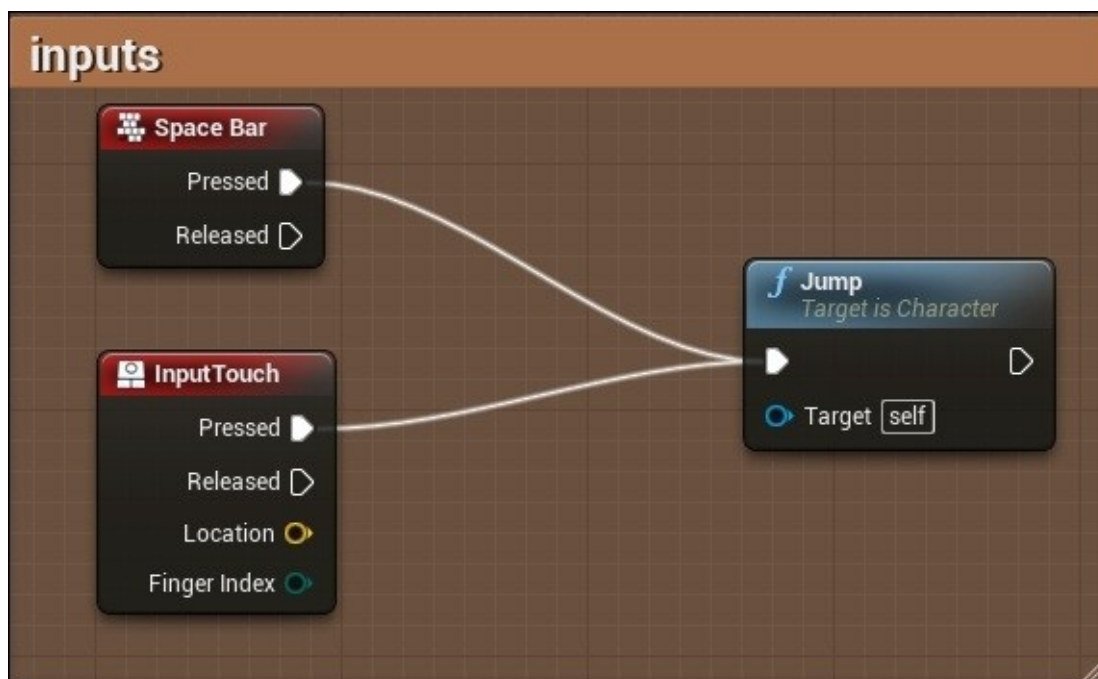 inputs
Space Bar
Pressed
Released
InputTouch
Pressed
Released
Location
Finger Index
f Jump
Target is Character
Target self